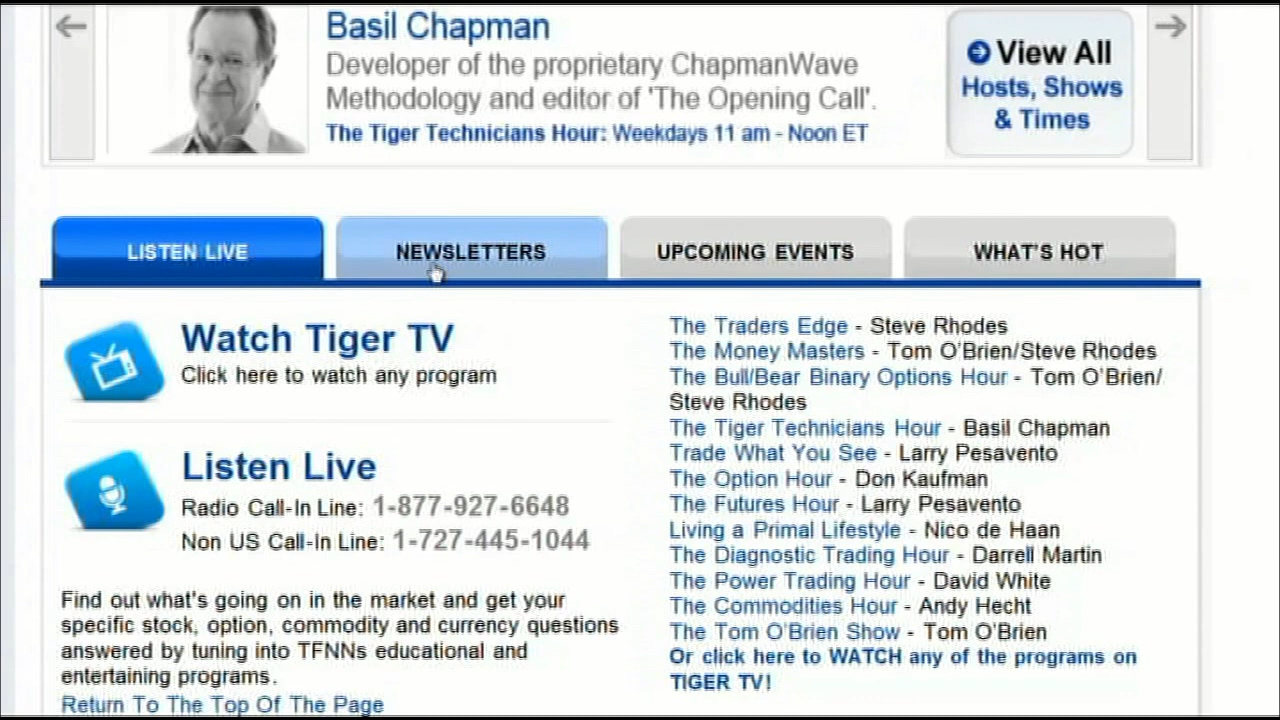 Basil Chapman
Developer of the proprietary ChapmanWave
Methodology and editor of 'The Opening Call'.
The Tiger Technicians Hour: Weekdays 11 am - Noon ET
View All
Hosts, Shows
& Times
LISTEN LIVE
NEWSLETTERS
UPCOMING EVENTS
WHAT'S HOT
Watch Tiger TV
Click here to watch any program
Listen Live
Radio Call-In Line: 1-877-927-6648
Non US Call-In Line: 1-727-445-1044
Find out what's going on in the market and get your
specific stock, option, commodity and currency questions
answered by tuning into TFNNs educational and
entertaining programs.
Return To The Top Of The Page
The Traders Edge - Steve Rhodes
The Money Masters - Tom O'Brien/Steve Rhodes
The Bull/Bear Binary Options Hour - Tom O'Brien/
Steve Rhodes
The Tiger Technicians Hour - Basil Chapman
Trade What You See - Larry Pesavento
The Option Hour - Don Kaufman
The Futures Hour - Larry Pesavento
Living a Primal Lifestyle - Nico de Haan
The Diagnostic Trading Hour - Darrell Martin
The Power Trading Hour - David White
The Commodities Hour - Andy Hecht
The Tom O'Brien Show - Tom O'Brien
Or click here to WATCH any of the programs on
TIGER TV!